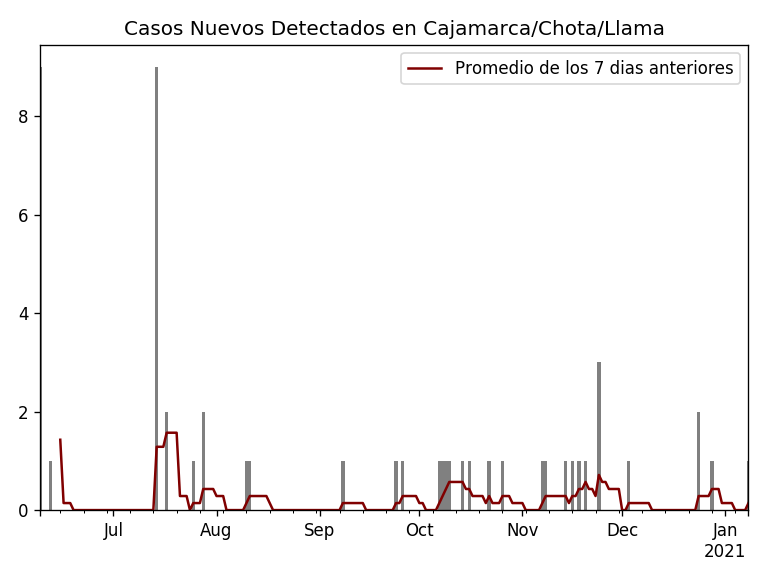 Casos Nuevos Detectados en Cajamarca/Chota/Llama
Promedio de los 7 dias anteriores
8
6
4
2
0
Jul Aug Sep Oct Nov Dec Jan
2021